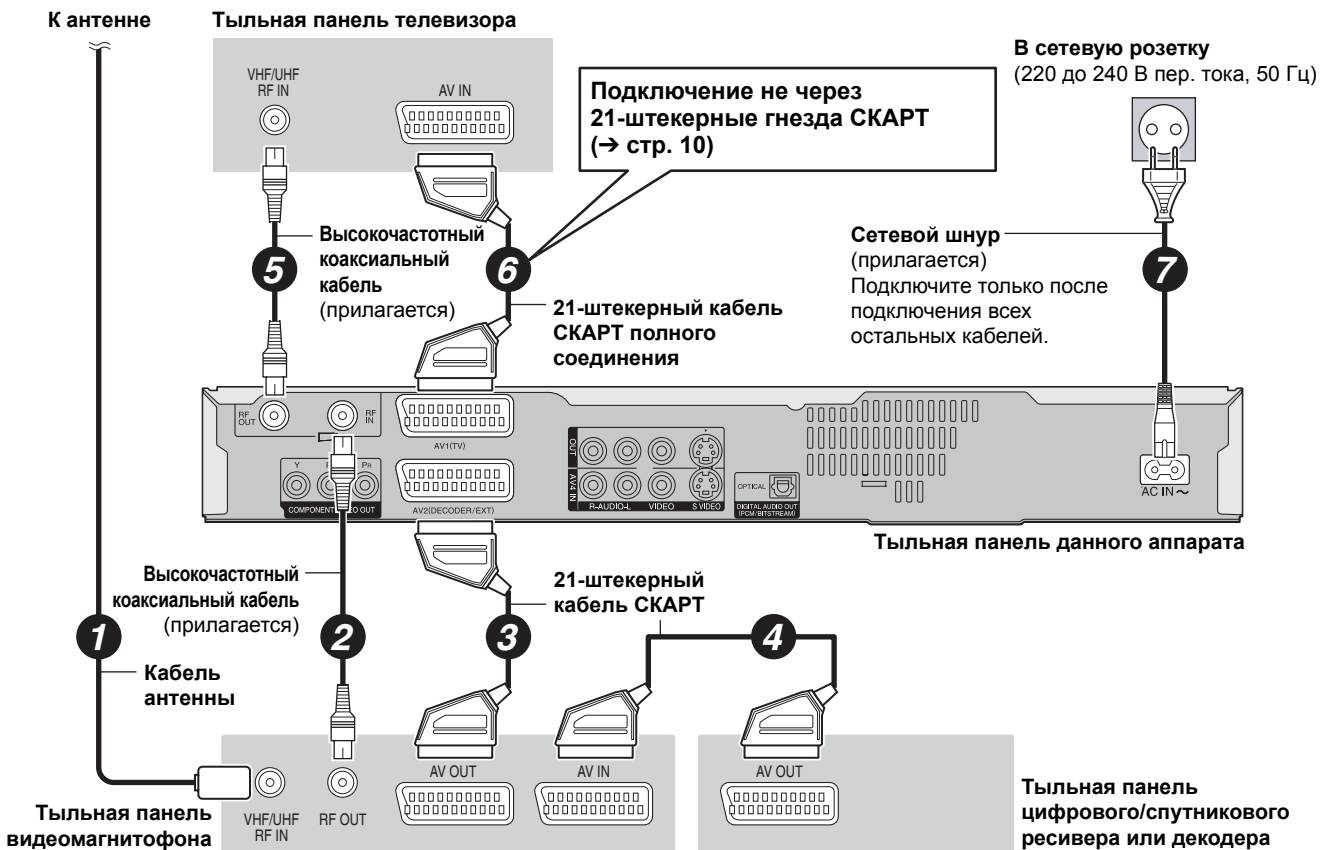 К антенне
Тыльная панель телевизора
VHF/UHF
RF IN
AV IN
Подключение не через
21-штекерные гнезда СКАРТ
(➔ стр. 10)
В сетевую розетку
(220 до 240 В пер. тока, 50 Гц)
Высокочастотный
коаксиальный
кабель
(прилагается)
5
6
21-штекерный кабель
СКАРТ полного
соединения
Сетевой шнур
(прилагается)
Подключите только после
подключения всех
остальных кабелей.
7
RF
OUT
RF
IN
AV1(TV)
Y
PR
COMPONENT
OUT
AV2(DECODER/EXT)
OUT
AV4 IN
R-AUDIO-L
VIDEO
S VIDEO
OPTICAL
DIGITAL AUDIO OUT
(PCM/BITSTREAM)
AC IN ~
Тыльная панель данного аппарата
Высокочастотный
коаксиальный кабель
(прилагается)
1
2
3
21-штекерный
кабель СКАРТ
4
Кабель
антенны
Тыльная панель
видеомагнитофона
VHF/UHF
RF IN
RF OUT
AV OUT
AV IN
AV OUT
Тыльная панель
цифрового/спутникового
ресивера или декодера